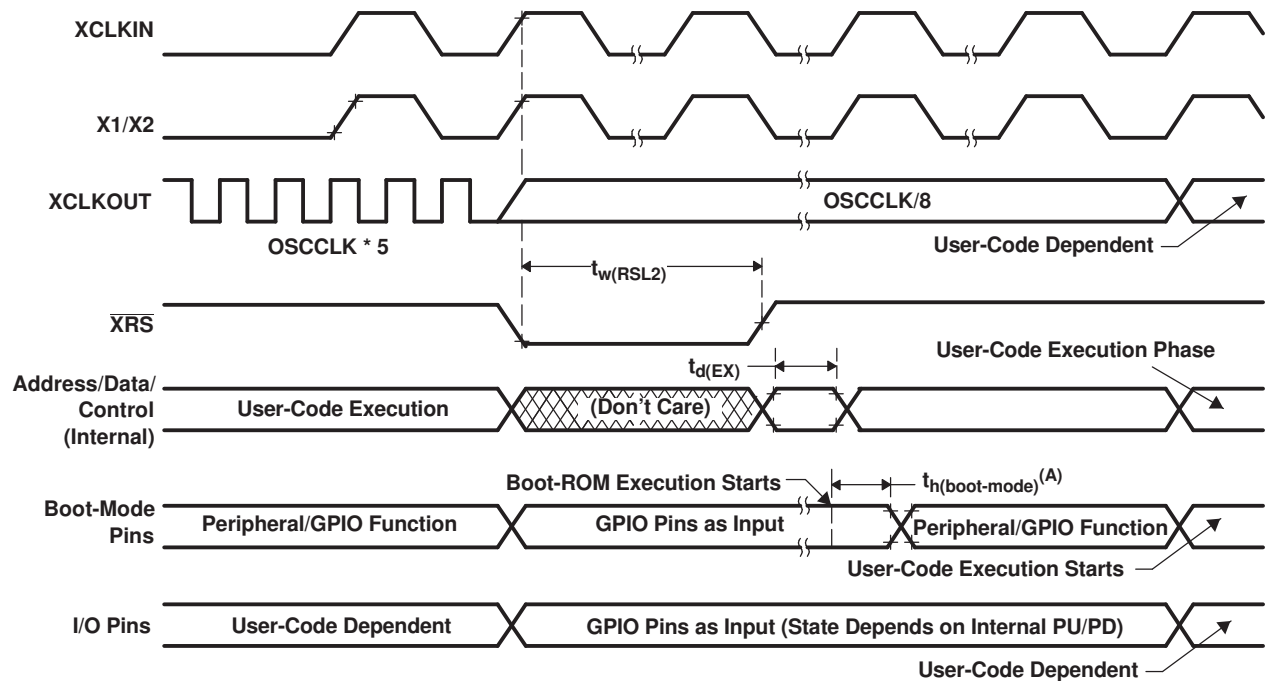 XCLKIN
X1/X2
XCLKOUT
OSCCLK * 5
OSCCLK/8
User-Code Dependent
tw(RSL2)
XRS
td(EX)
User-Code Execution Phase
Address/Data/
Control
(Internal)
User-Code Execution
(Don't Care)
Boot-ROM Execution Starts
th(boot-mode)(A)
Boot-Mode
Pins
Peripheral/GPIO Function
GPIO Pins as Input
Peripheral/GPIO Function
User-Code Execution Starts
I/O Pins
User-Code Dependent
GPIO Pins as Input (State Depends on Internal PU/PD)
User-Code Dependent